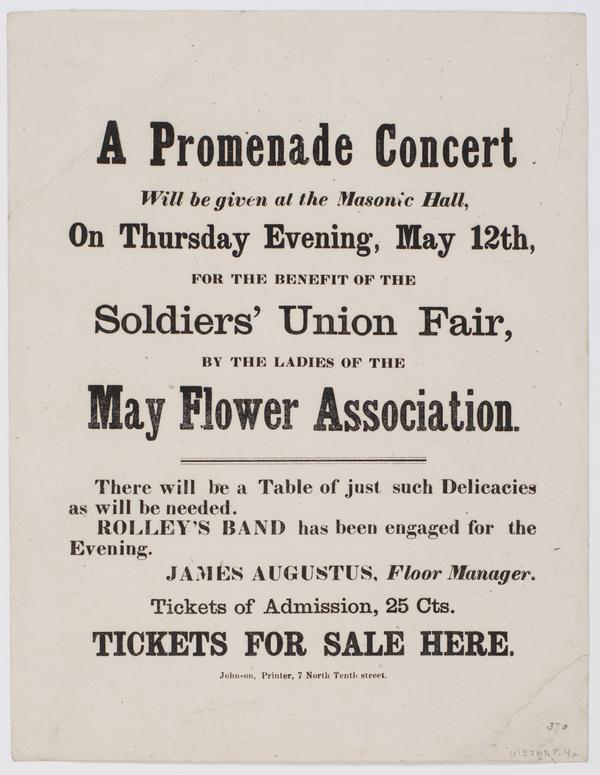 A Promenade Concert
Will be given at the Masonic Hall,
On Thursday Evening, May 12th,
FOR THE BENEFIT OF THE
Soldiers' Union Fair,
BY THE LADIES OF THE
May Flower Association.
There will be a Table of just such Delicacies
as will be needed.
ROLLEY'S BAND has been engaged for the
Evening.
JAMES AUGUSTUS, Floor Manager.
Tickets of Admission, 25 Cts.
TICKETS FOR SALE HERE.
Johnson, Printer, 7 North Tenth street.
370